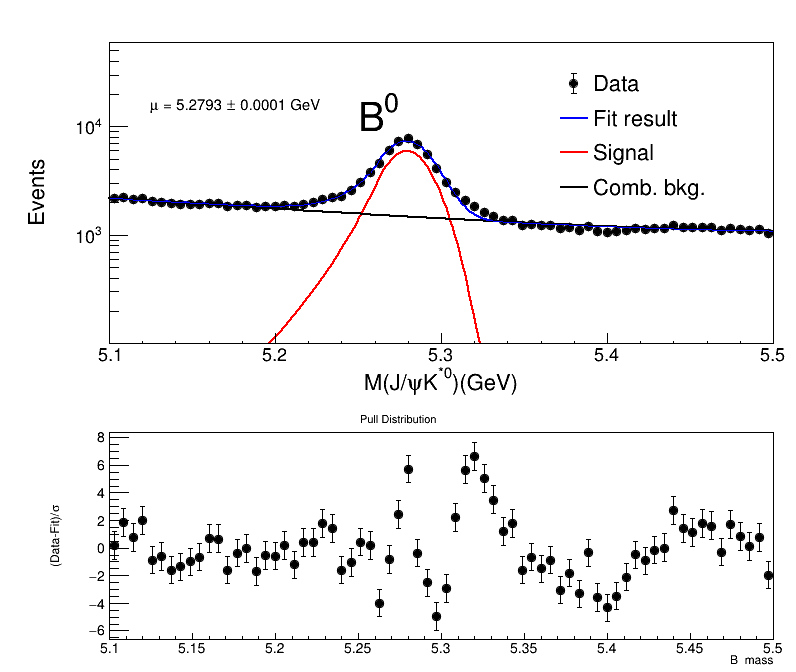 μ = 5.2793 ± 0.0001 GeV
B⁰
Data
Fit result
Signal
Comb. bkg.
Events
10⁴
10³
5.1 5.2 5.3 5.4 5.5
M(J/ψK*⁰)(GeV)
Pull Distribution
(Data-Fit)/σ
8
6
4
2
0
−2
−4
−6
5.1 5.15 5.2 5.25 5.3 5.35 5.4 5.45 5.5
B mass